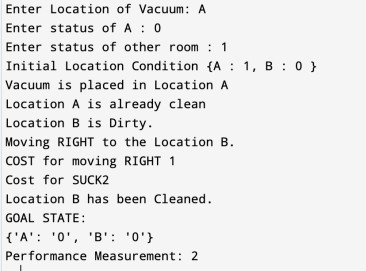 Enter Location of Vacuum: A
Enter status of A : 0
Enter status of other room : 1
Initial Location Condition {A : 1, B : 0 }
Vacuum is placed in Location A
Location A is already clean
Location B is Dirty.
Moving RIGHT to the Location B.
COST for moving RIGHT 1
Cost for SUCK2
Location B has been Cleaned.
GOAL STATE:
{'A': '0', 'B': '0'}
Performance Measurement: 2